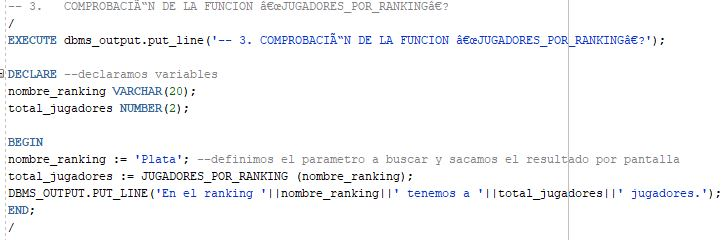 -- 3.   COMPROBACIÃ“N DE LA FUNCION â€œJUGADORES_POR_RANKINGâ€?
/
EXECUTE dbms_output.put_line('-- 3. COMPROBACIÃ“N DE LA FUNCION â€œJUGADORES_POR_RANKINGâ€?');
DECLARE --declaramos variables
nombre_ranking VARCHAR(20);
total_jugadores NUMBER(2);
BEGIN
nombre_ranking := 'Plata'; --definimos el parametro a buscar y sacamos el resultado por pantalla
total_jugadores := JUGADORES_POR_RANKING (nombre_ranking);
DBMS_OUTPUT.PUT_LINE('En el ranking '||nombre_ranking||' tenemos a '||total_jugadores||' jugadores.');
END;
/